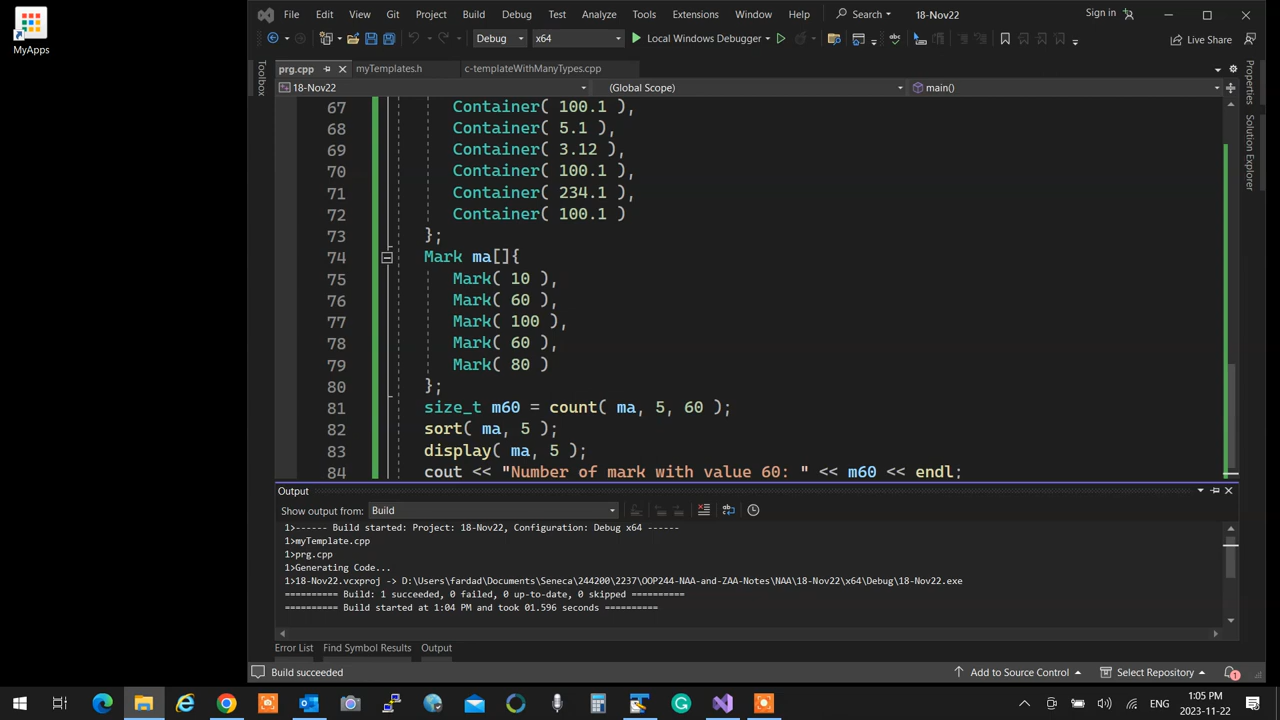 MyApps
File Edit View Git Project Build Debug Test Analyze Tools Extensions Window Help Search 18-Nov22 Sign in
Debug x64 Local Windows Debugger Live Share
prg.cpp myTemplates.h c-templateWithManyTypes.cpp
18-Nov22 (Global Scope) main()
Toolbox
Properties
Solution Explorer
67 Container( 100.1 ),
68 Container( 5.1 ),
69 Container( 3.12 ),
70 Container( 100.1 ),
71 Container( 234.1 ),
72 Container( 100.1 )
73 };
74 Mark ma[]{
75 Mark( 10 ),
76 Mark( 60 ),
77 Mark( 100 ),
78 Mark( 60 ),
79 Mark( 80 )
80 };
81 size_t m60 = count( ma, 5, 60 );
82 sort( ma, 5 );
83 display( ma, 5 );
84 cout << "Number of mark with value 60: " << m60 << endl;
Output
Show output from: Build
1>------ Build started: Project: 18-Nov22, Configuration: Debug x64 ------
1>myTemplate.cpp
1>prg.cpp
1>Generating Code...
1>18-Nov22.vcxproj -> D:\Users\fardad\Documents\Seneca\244200\2237\OOP244-NAA-and-ZAA-Notes\NAA\18-Nov22\x64\Debug\18-Nov22.exe
========== Build: 1 succeeded, 0 failed, 0 up-to-date, 0 skipped ==========
========== Build started at 1:04 PM and took 01.596 seconds ==========
Error List Find Symbol Results Output
Build succeeded Add to Source Control Select Repository
ENG 1:05 PM
2023-11-22